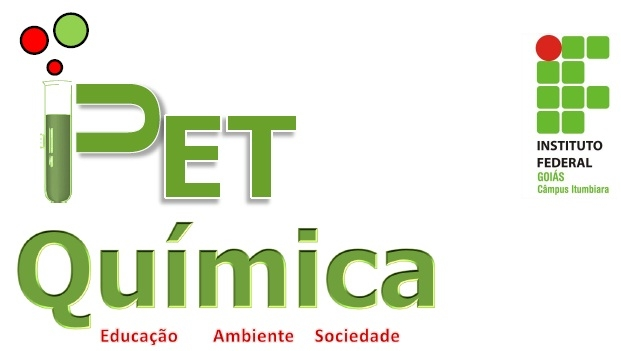 PET
Química
Educação Ambiente Sociedade
INSTITUTO
FEDERAL
GOIÁS
Câmpus Itumbiara